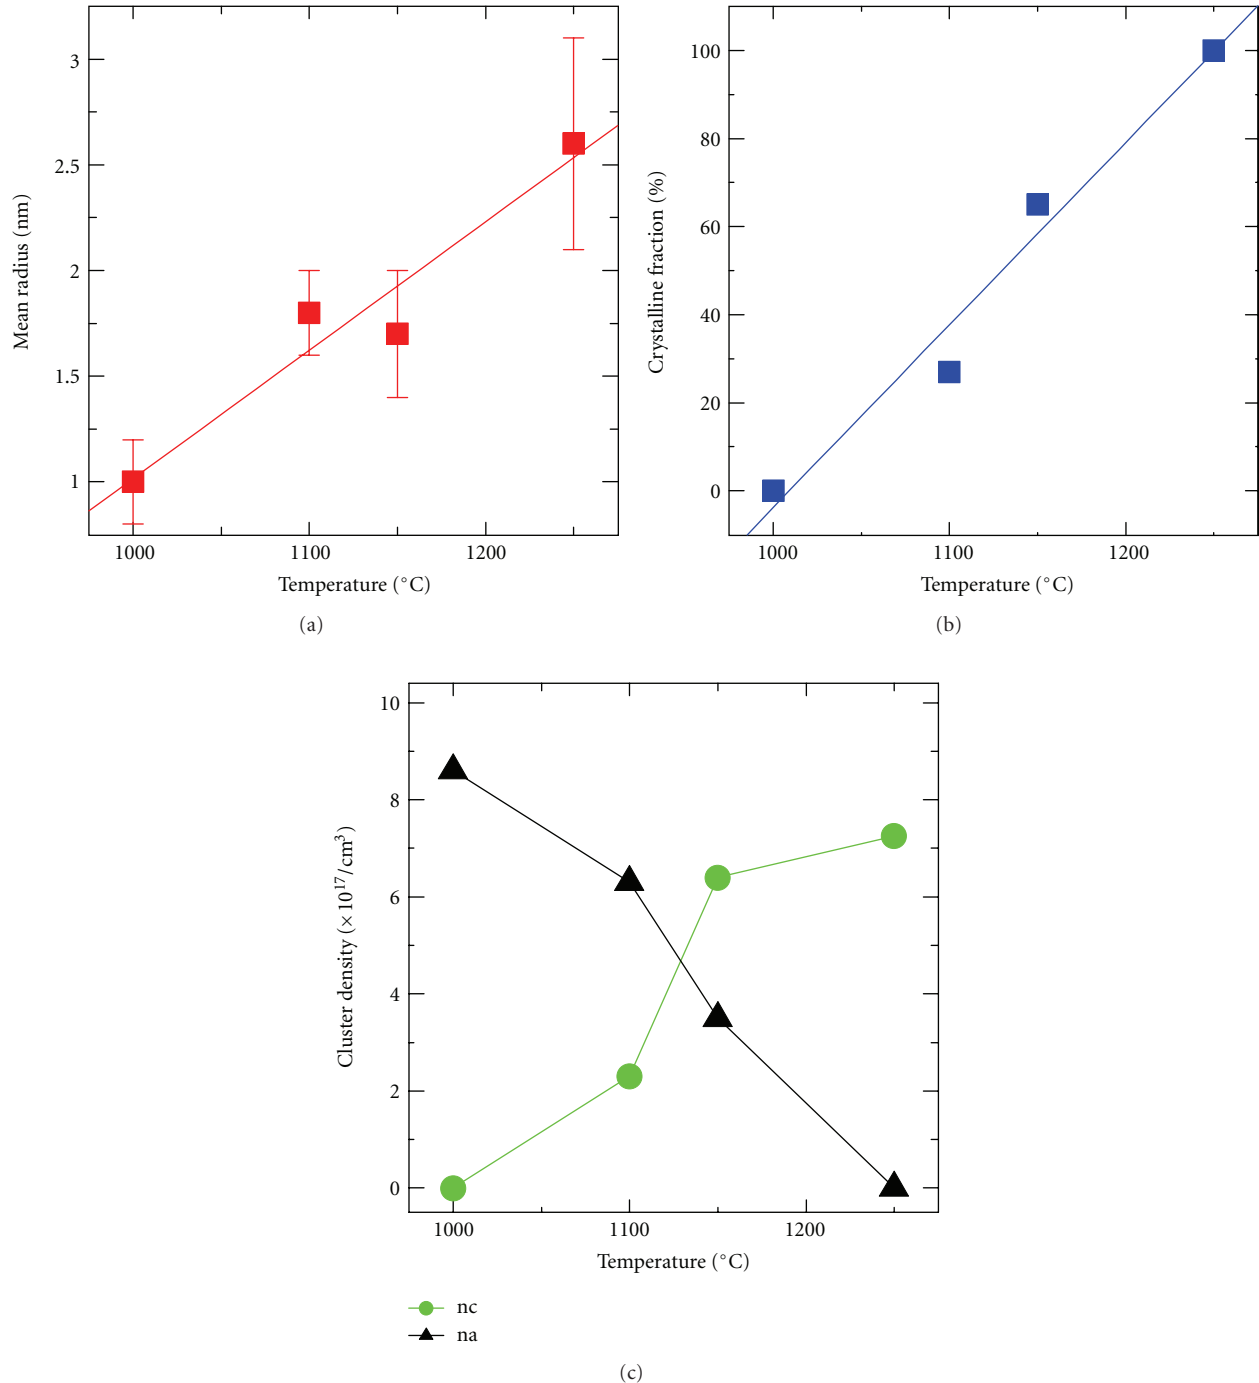 3
2.5
2
1.5
1
Mean radius (nm)
1000
1100
1200
Temperature (°C)
(a)
100
80
60
40
20
0
Crystalline fraction (%)
1000
1100
1200
Temperature (°C)
(b)
10
8
6
4
2
0
Cluster density (×10¹⁷/cm³)
1000
1100
1200
Temperature (°C)
nc
na
(c)